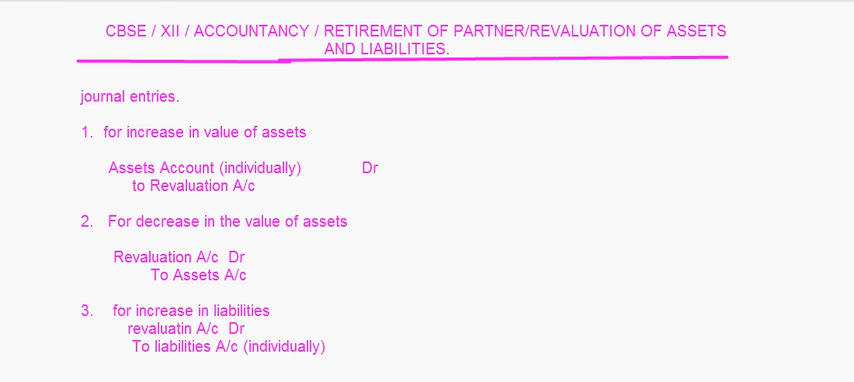 CBSE / XII / ACCOUNTANCY / RETIREMENT OF PARTNER/REVALUATION OF ASSETS
AND LIABILITIES.
journal entries.
1. for increase in value of assets
Assets Account (individually) Dr
to Revaluation A/c
2. For decrease in the value of assets
Revaluation A/c Dr
To Assets A/c
3. for increase in liabilities
revaluatin A/c Dr
To liabilities A/c (individually)